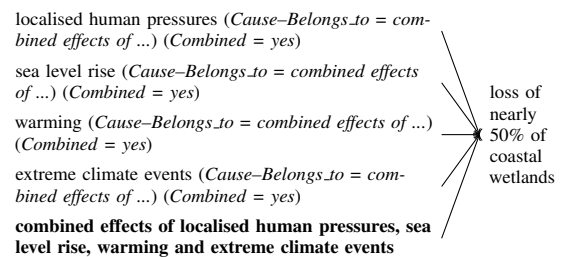 localised human pressures (Cause–Belongs_to = com-
bined effects of ...) (Combined = yes)
sea level rise (Cause–Belongs_to = combined effects
of ...) (Combined = yes)
warming (Cause–Belongs_to = combined effects of ...)
(Combined = yes)
extreme climate events (Cause–Belongs_to = com-
bined effects of ...) (Combined = yes)
combined effects of localised human pressures, sea
level rise, warming and extreme climate events
loss of
nearly
50% of
coastal
wetlands